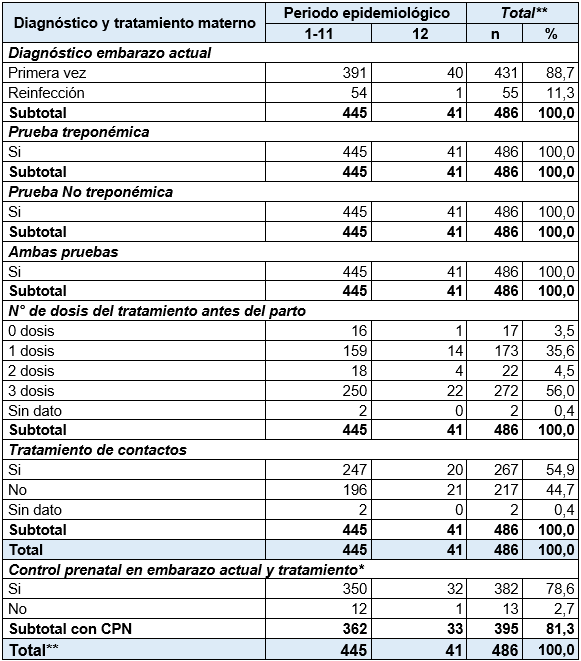 Diagnóstico y tratamiento materno Periodo epidemiológico Total**
1-11 12 n %
Diagnóstico embarazo actual
Primera vez 391 40 431 88,7
Reinfección 54 1 55 11,3
Subtotal 445 41 486 100,0
Prueba treponémica
Si 445 41 486 100,0
Subtotal 445 41 486 100,0
Prueba No treponémica
Si 445 41 486 100,0
Subtotal 445 41 486 100,0
Ambas pruebas
Si 445 41 486 100,0
Subtotal 445 41 486 100,0
N° de dosis del tratamiento antes del parto
0 dosis 16 1 17 3,5
1 dosis 159 14 173 35,6
2 dosis 18 4 22 4,5
3 dosis 250 22 272 56,0
Sin dato 2 0 2 0,4
Subtotal 445 41 486 100,0
Tratamiento de contactos
Si 247 20 267 54,9
No 196 21 217 44,7
Sin dato 2 0 2 0,4
Subtotal 445 41 486 100,0
Total 445 41 486 100,0
Control prenatal en embarazo actual y tratamiento*
Si 350 32 382 78,6
No 12 1 13 2,7
Subtotal con CPN 362 33 395 81,3
Total** 445 41 486 100,0